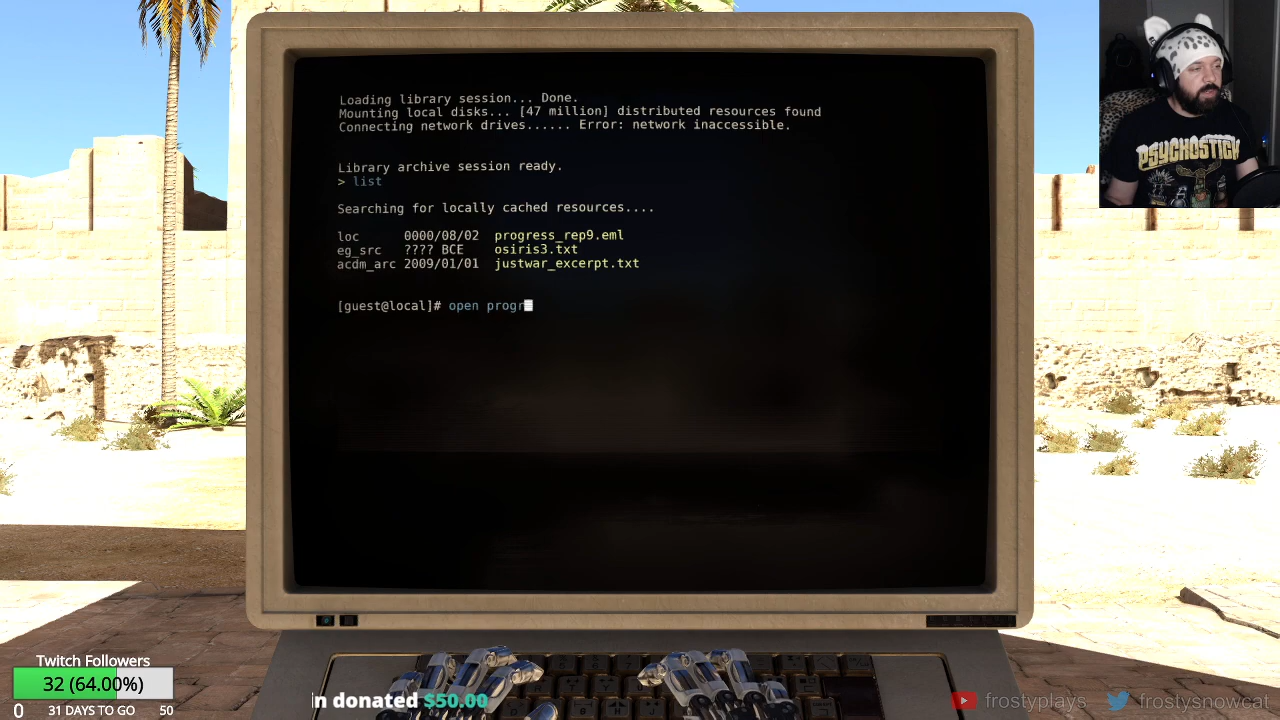 Loading library session... Done.
Mounting local disks... [47 million] distributed resources found
Connecting network drives...... Error: network inaccessible.
Library archive session ready.
> list
Searching for locally cached resources....
loc 0000/08/02 progress_rep9.eml
eg_src ???? BCE osiris3.txt
acdm_arc 2009/01/01 justwar_excerpt.txt
[guest@local]# open progr
PSYCHOSTICK
Twitch Followers
32 (64.00%)
0 31 DAYS TO GO 50
n donated $50.00
frostyplays
frostysnowcat